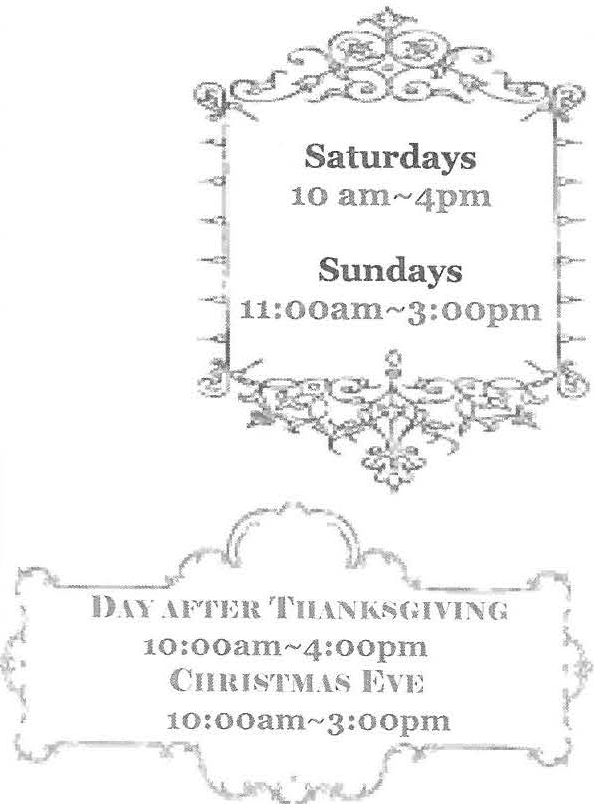 Saturdays
10 am~4pm
Sundays
11:00am~3:00pm
DAY AFTER THANKSGIVING
10:00am~4:00pm
CHRISTMAS EVE
10:00am~3:00pm